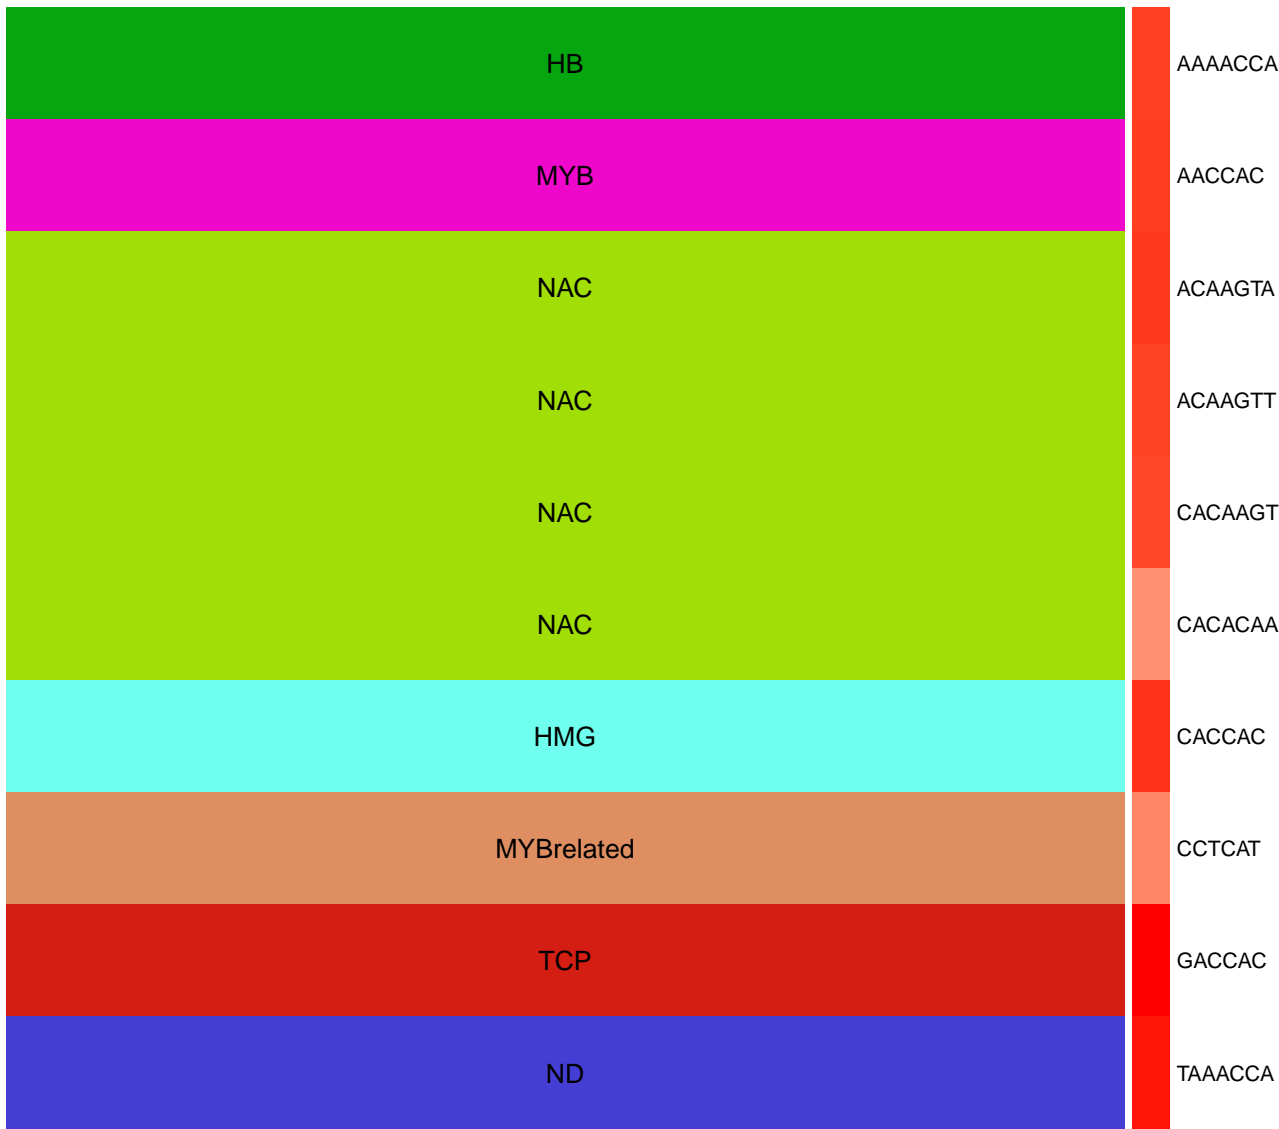 HB AAAACCA
MYB AACCAC
NAC ACAAGTA
NAC ACAAGTT
NAC CACAAGT
NAC CACACAA
HMG CACCAC
MYBrelated CCTCAT
TCP GACCAC
ND TAAACCA